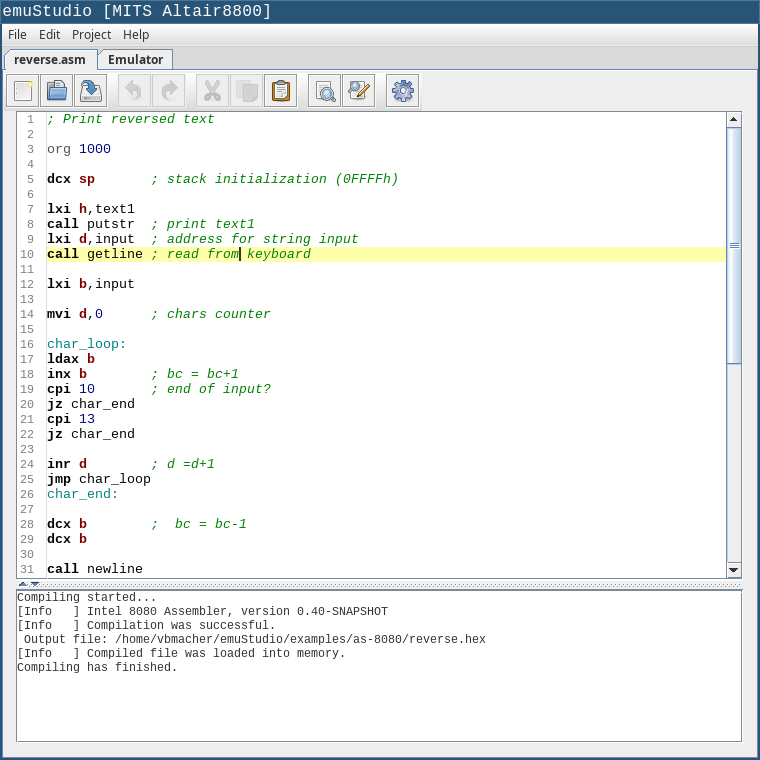 emuStudio [MITS Altair8800]
File Edit Project Help
reverse.asm Emulator
1 ; Print reversed text
2
3 org 1000
4
5 dcx sp ; stack initialization (0FFFFh)
6
7 lxi h,text1
8 call putstr ; print text1
9 lxi d,input ; address for string input
10 call getline ; read from keyboard
11
12 lxi b,input
13
14 mvi d,0 ; chars counter
15
16 char_loop:
17 ldax b
18 inx b ; bc = bc+1
19 cpi 10 ; end of input?
20 jz char_end
21 cpi 13
22 jz char_end
23
24 inr d ; d =d+1
25 jmp char_loop
26 char_end:
27
28 dcx b ;  bc = bc-1
29 dcx b
30
31 call newline
Compiling started...
[Info   ] Intel 8080 Assembler, version 0.40-SNAPSHOT
[Info   ] Compilation was successful.
 Output file: /home/vbmacher/emuStudio/examples/as-8080/reverse.hex
[Info   ] Compiled file was loaded into memory.
Compiling has finished.